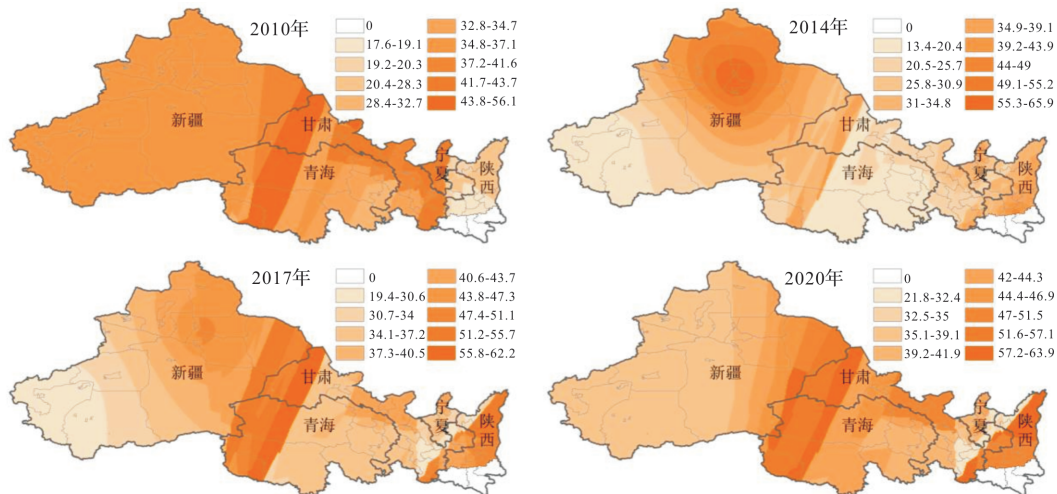 2010年
0
17.6-19.1
19.2-20.3
20.4-28.3
28.4-32.7
32.8-34.7
34.8-37.1
37.2-41.6
41.7-43.7
43.8-56.1
新疆
甘肃
青海
宁夏
陕西
2014年
0
13.4-20.4
20.5-25.7
25.8-30.9
31-34.8
34.9-39.1
39.2-43.9
44-49
49.1-55.2
55.3-65.9
新疆
甘肃
青海
宁夏
陕西
2017年
0
19.4-30.6
30.7-34
34.1-37.2
37.3-40.5
40.6-43.7
43.8-47.3
47.4-51.1
51.2-55.7
55.8-62.2
新疆
甘肃
青海
宁夏
陕西
2020年
0
21.8-32.4
32.5-35
35.1-39.1
39.2-41.9
42-44.3
44.4-46.9
47-51.5
51.6-57.1
57.2-63.9
新疆
甘肃
青海
宁夏
陕西